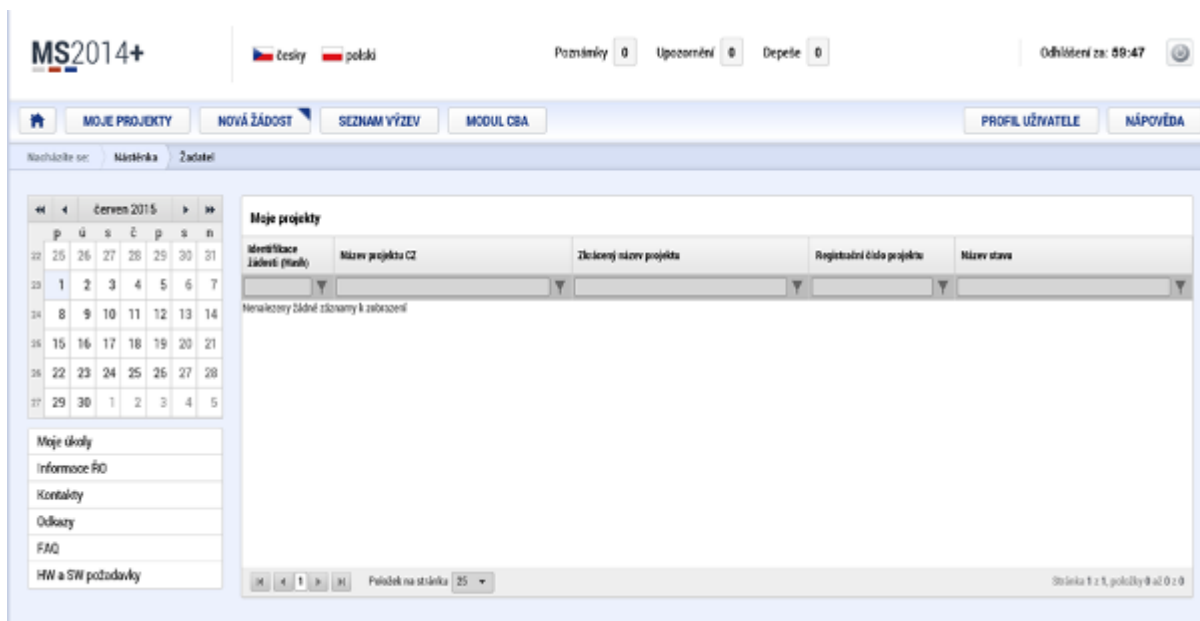 MS2014+
česky polski
Poznámky 0 Upozornění 0 Depeše 0
Odhlášení za: 59:47
MOJE PROJEKTY NOVÁ ŽÁDOST SEZNAM VÝZEV MODUL CBA PROFIL UŽIVATELE NÁPOVĚDA
Nacházíte se: Nástěnka Žadatel
červen 2015
p ú s č p s n
22 25 26 27 28 29 30 31
23 1 2 3 4 5 6 7
24 8 9 10 11 12 13 14
25 15 16 17 18 19 20 21
26 22 23 24 25 26 27 28
27 29 30 1 2 3 4 5
Moje úkoly
Informace ŘO
Kontakty
Odkazy
FAQ
HW a SW požadavky
Moje projekty
Identifikace
žádosti (Hash)
Název projektu CZ
Zkrácený název projektu
Registrační číslo projektu
Název stavu
Nenalezeny žádné záznamy k zobrazení
1 Položek na stránku 25
Stránka 1 z 1, položky 0 až 0 z 0